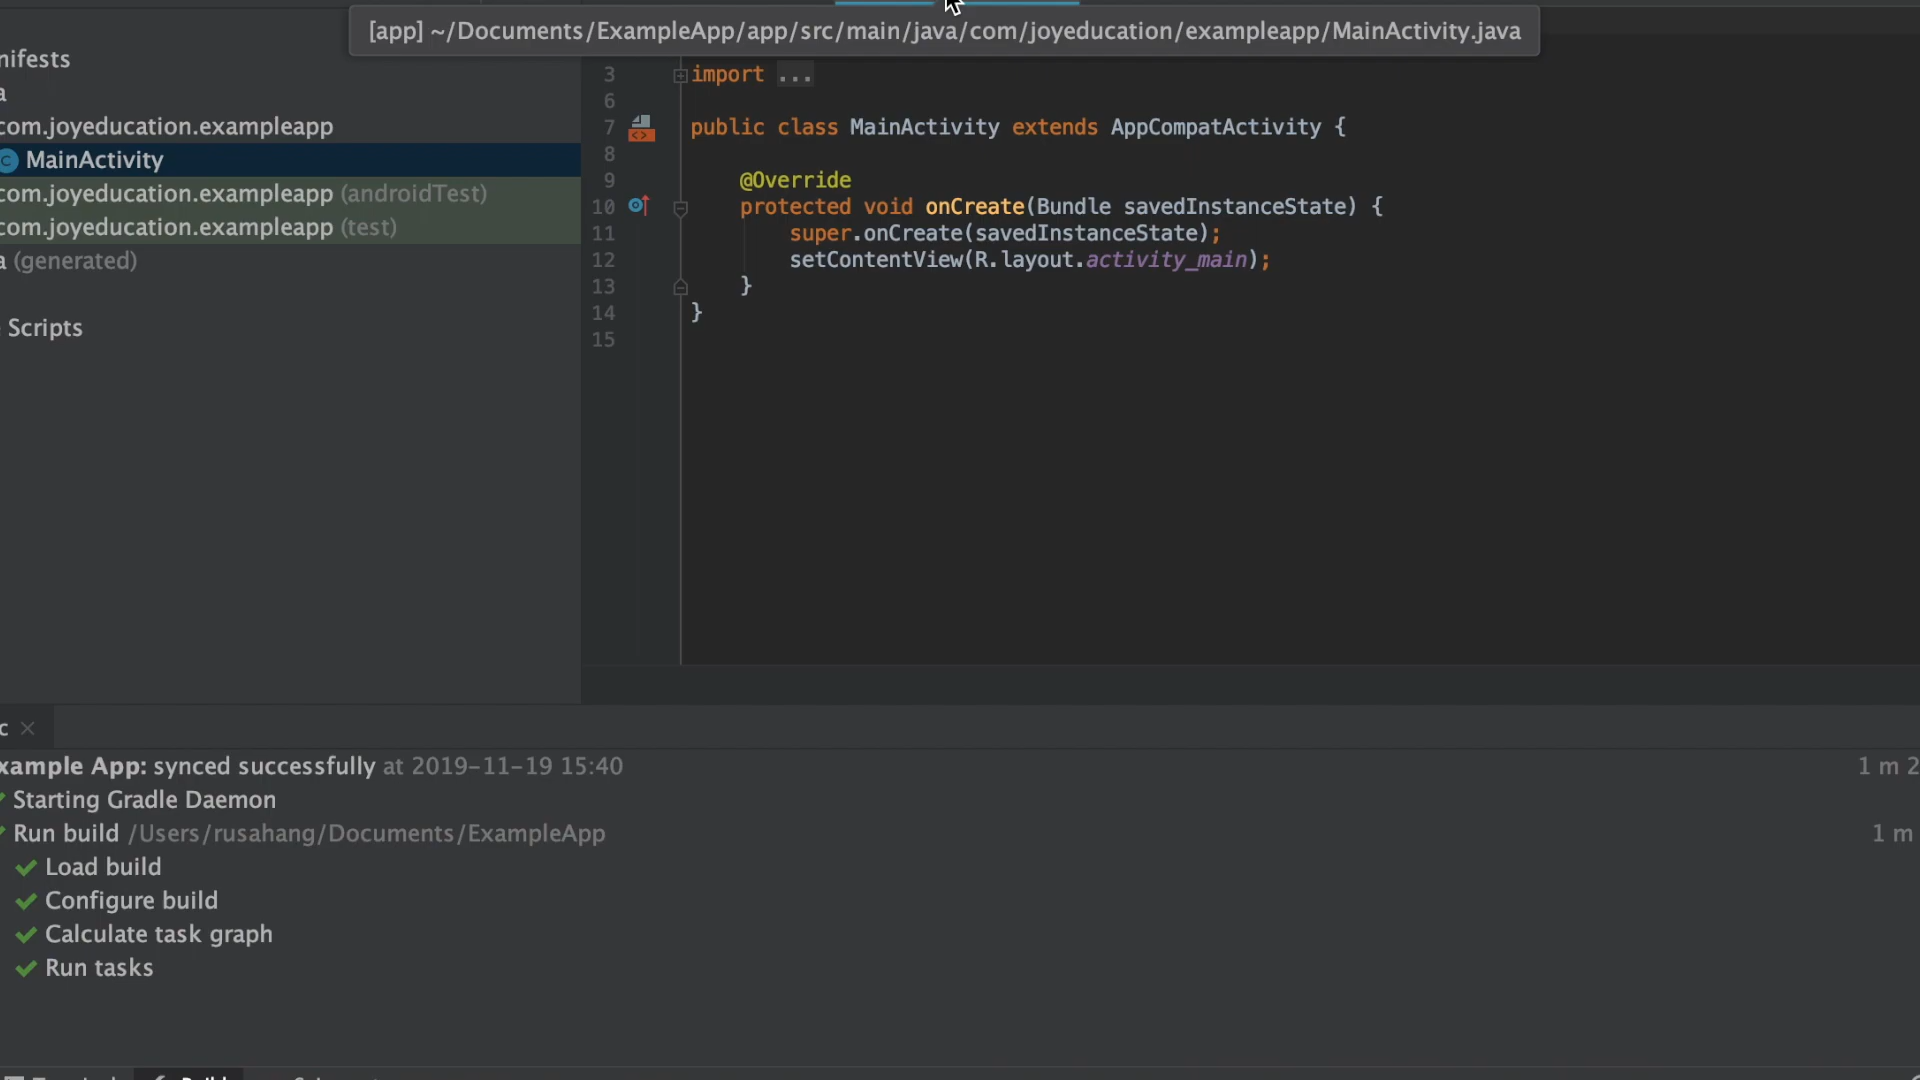 [app] ~/Documents/ExampleApp/app/src/main/java/com/joyeducation/exampleapp/MainActivity.java
nifests
a
com.joyeducation.exampleapp
MainActivity
com.joyeducation.exampleapp (androidTest)
com.joyeducation.exampleapp (test)
a (generated)
Scripts
3 import ...
6
7 public class MainActivity extends AppCompatActivity {
8
9 @Override
10 protected void onCreate(Bundle savedInstanceState) {
11 super.onCreate(savedInstanceState);
12 setContentView(R.layout.activity_main);
13 }
14 }
15
c
xample App: synced successfully at 2019-11-19 15:40 1 m 2
Starting Gradle Daemon
Run build /Users/rusahang/Documents/ExampleApp 1 m
Load build
Configure build
Calculate task graph
Run tasks